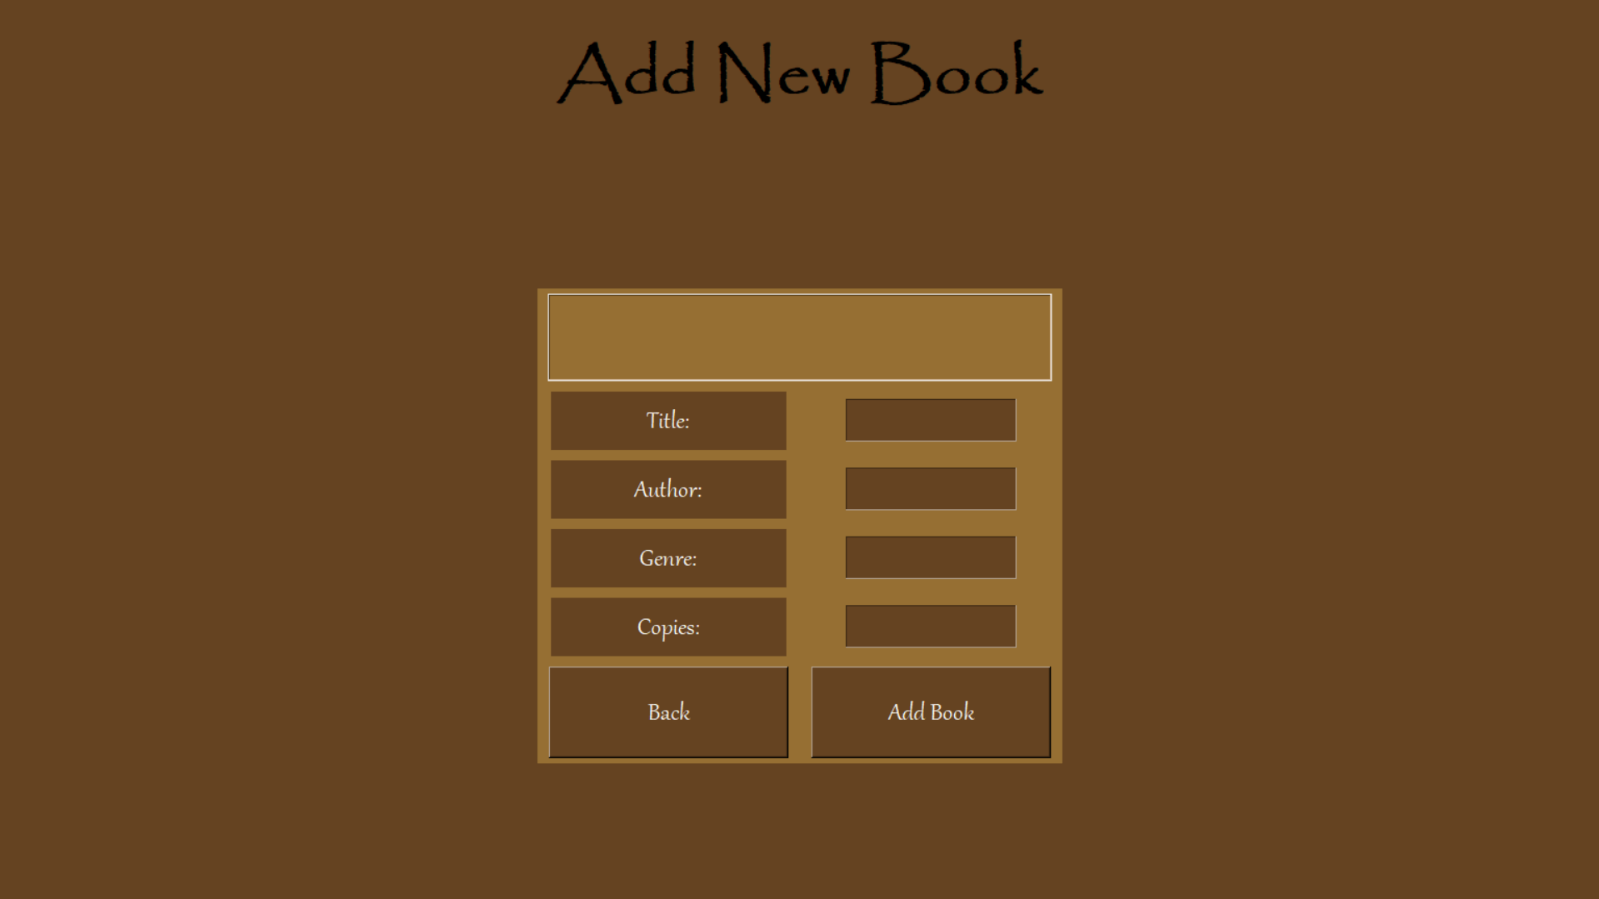 Add New Book
Title:
Author:
Genre:
Copies:
Back
Add Book